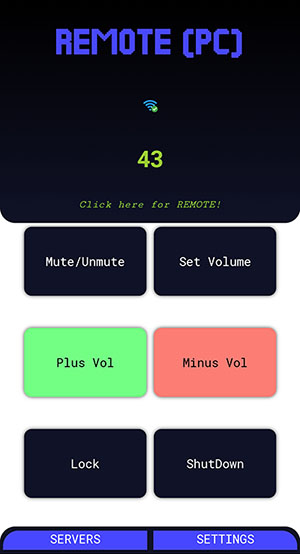 REMOTE (PC)
43
Click here for REMOTE!
Mute/Unmute
Set Volume
Plus Vol
Minus Vol
Lock
ShutDown
SERVERS
SETTINGS